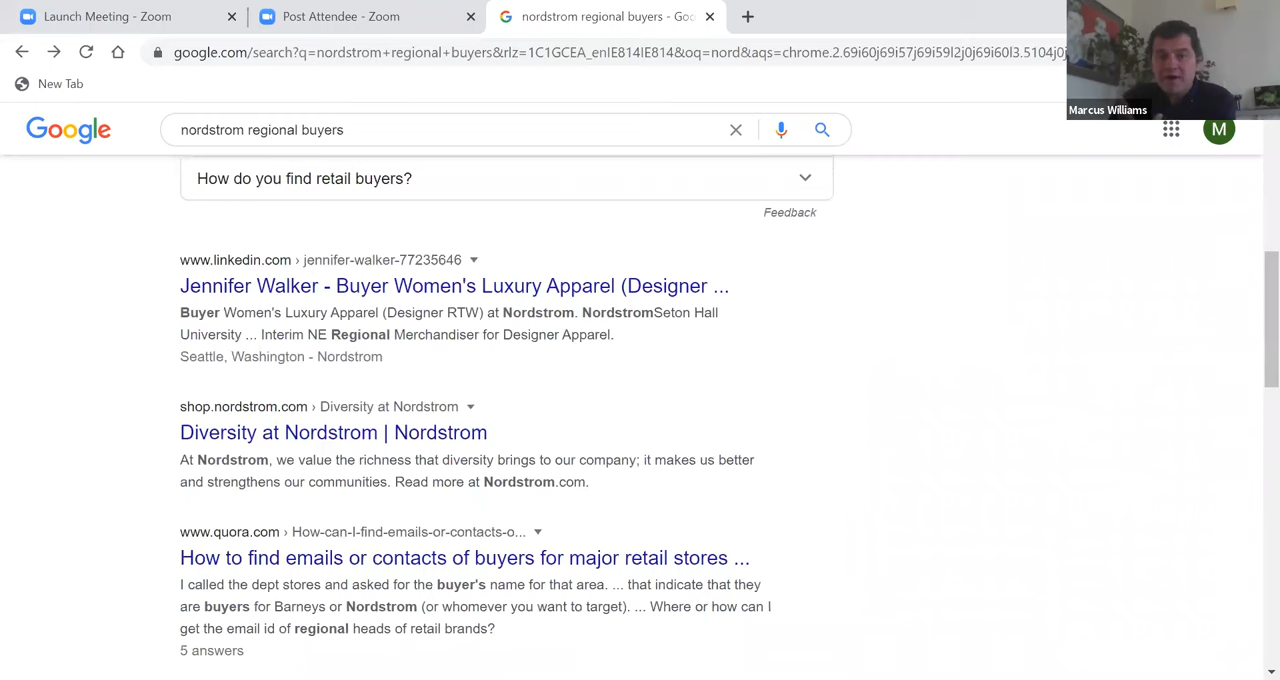 Launch Meeting - Zoom
Post Attendee - Zoom
nordstrom regional buyers - Goo
google.com/search?q=nordstrom+regional+buyers&rlz=1C1GCEA_enIE814IE814&oq=nord&aqs=chrome.2.69i60j69i57j69i59l2j0j69i60l3.5104j0j
New Tab
Marcus Williams
Google
nordstrom regional buyers
M
How do you find retail buyers?
Feedback
www.linkedin.com › jennifer-walker-77235646
Jennifer Walker - Buyer Women's Luxury Apparel (Designer ...
Buyer Women's Luxury Apparel (Designer RTW) at Nordstrom. NordstromSeton Hall
University ... Interim NE Regional Merchandiser for Designer Apparel.
Seattle, Washington - Nordstrom
shop.nordstrom.com › Diversity at Nordstrom
Diversity at Nordstrom | Nordstrom
At Nordstrom, we value the richness that diversity brings to our company; it makes us better
and strengthens our communities. Read more at Nordstrom.com.
www.quora.com › How-can-I-find-emails-or-contacts-o...
How to find emails or contacts of buyers for major retail stores ...
I called the dept stores and asked for the buyer's name for that area. ... that indicate that they
are buyers for Barneys or Nordstrom (or whomever you want to target). ... Where or how can I
get the email id of regional heads of retail brands?
5 answers